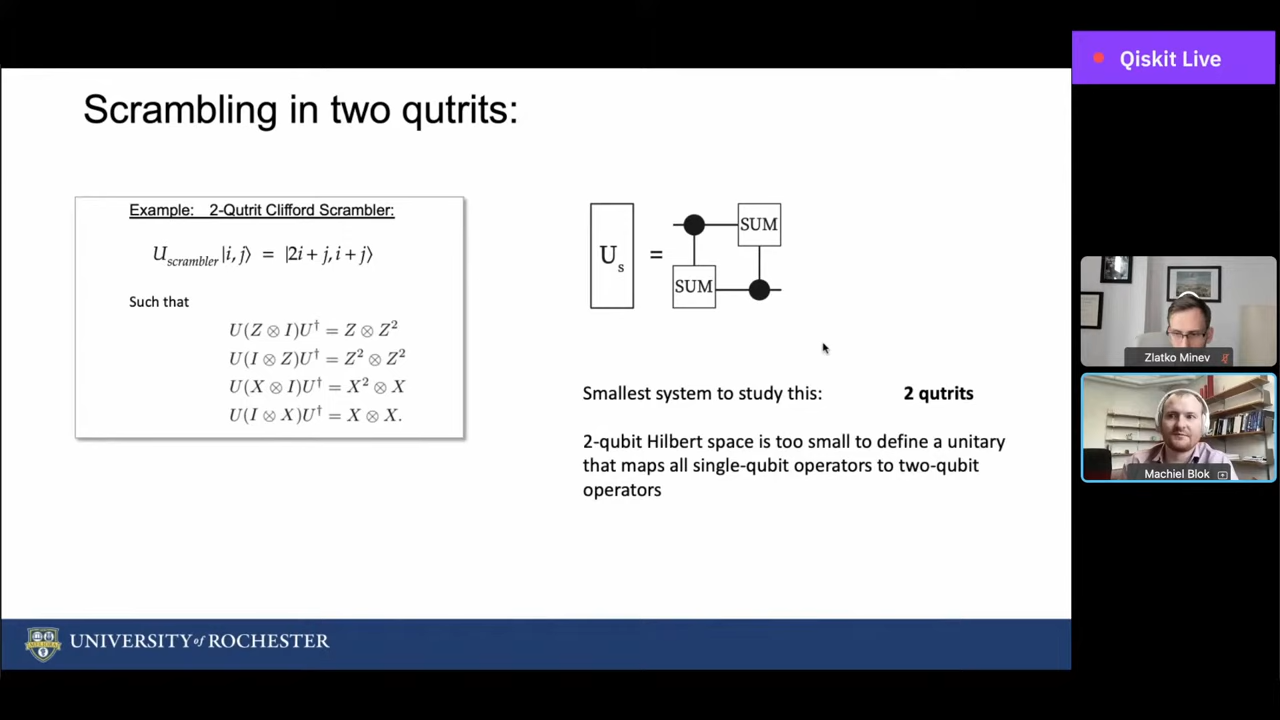 Scrambling in two qutrits:
Example: 2-Qutrit Clifford Scrambler:
U_scrambler |i, j⟩ = |2i + j, i + j⟩
Such that
U(Z ⊗ I)U† = Z ⊗ Z²
U(I ⊗ Z)U† = Z² ⊗ Z²
U(X ⊗ I)U† = X² ⊗ X
U(I ⊗ X)U† = X ⊗ X.
U_s =
SUM
SUM
Smallest system to study this: 2 qutrits
2-qubit Hilbert space is too small to define a unitary
that maps all single-qubit operators to two-qubit
operators
UNIVERSITY of ROCHESTER
Qiskit Live
Zlatko Minev
Machiel Blok